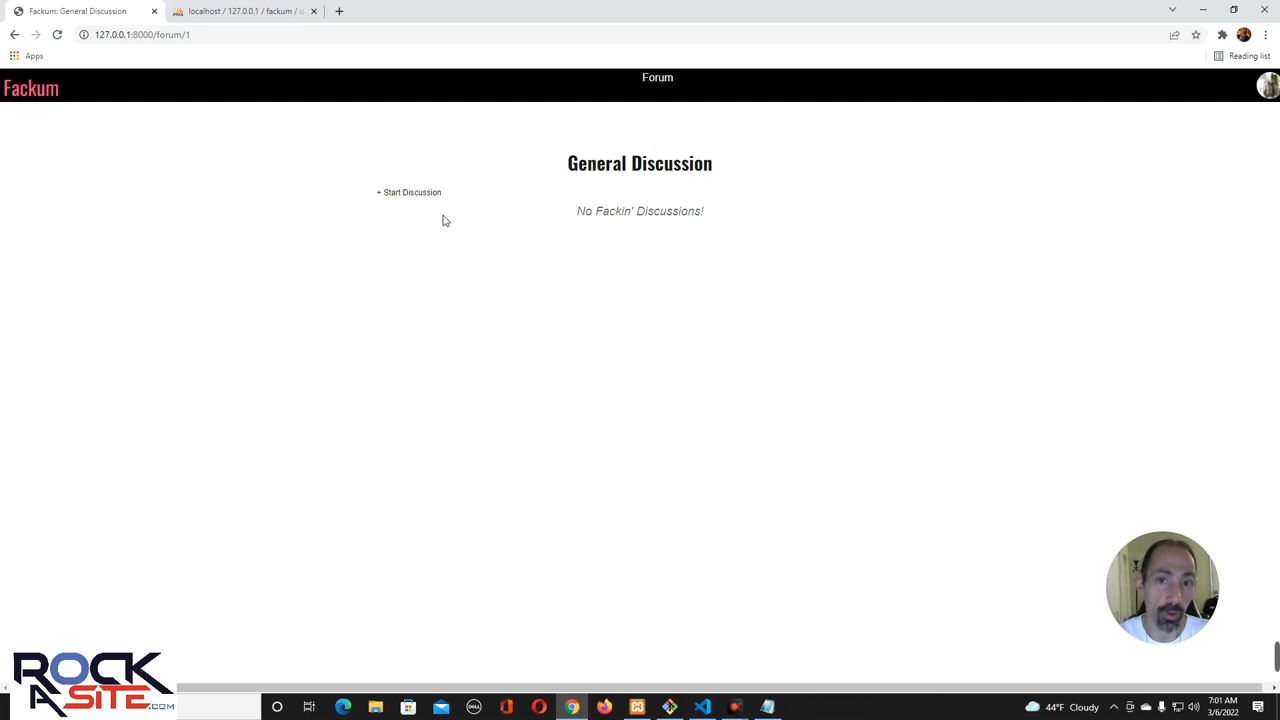 Fackum: General Discussion
localhost / 127.0.0.1 / fackum / d
127.0.0.1:8000/forum/1
Apps
Reading list
Fackum
Forum
General Discussion
+ Start Discussion
No Fackin' Discussions!
ROCK
A SITE.COM
DELL
44°F Cloudy
7:01 AM
3/6/2022